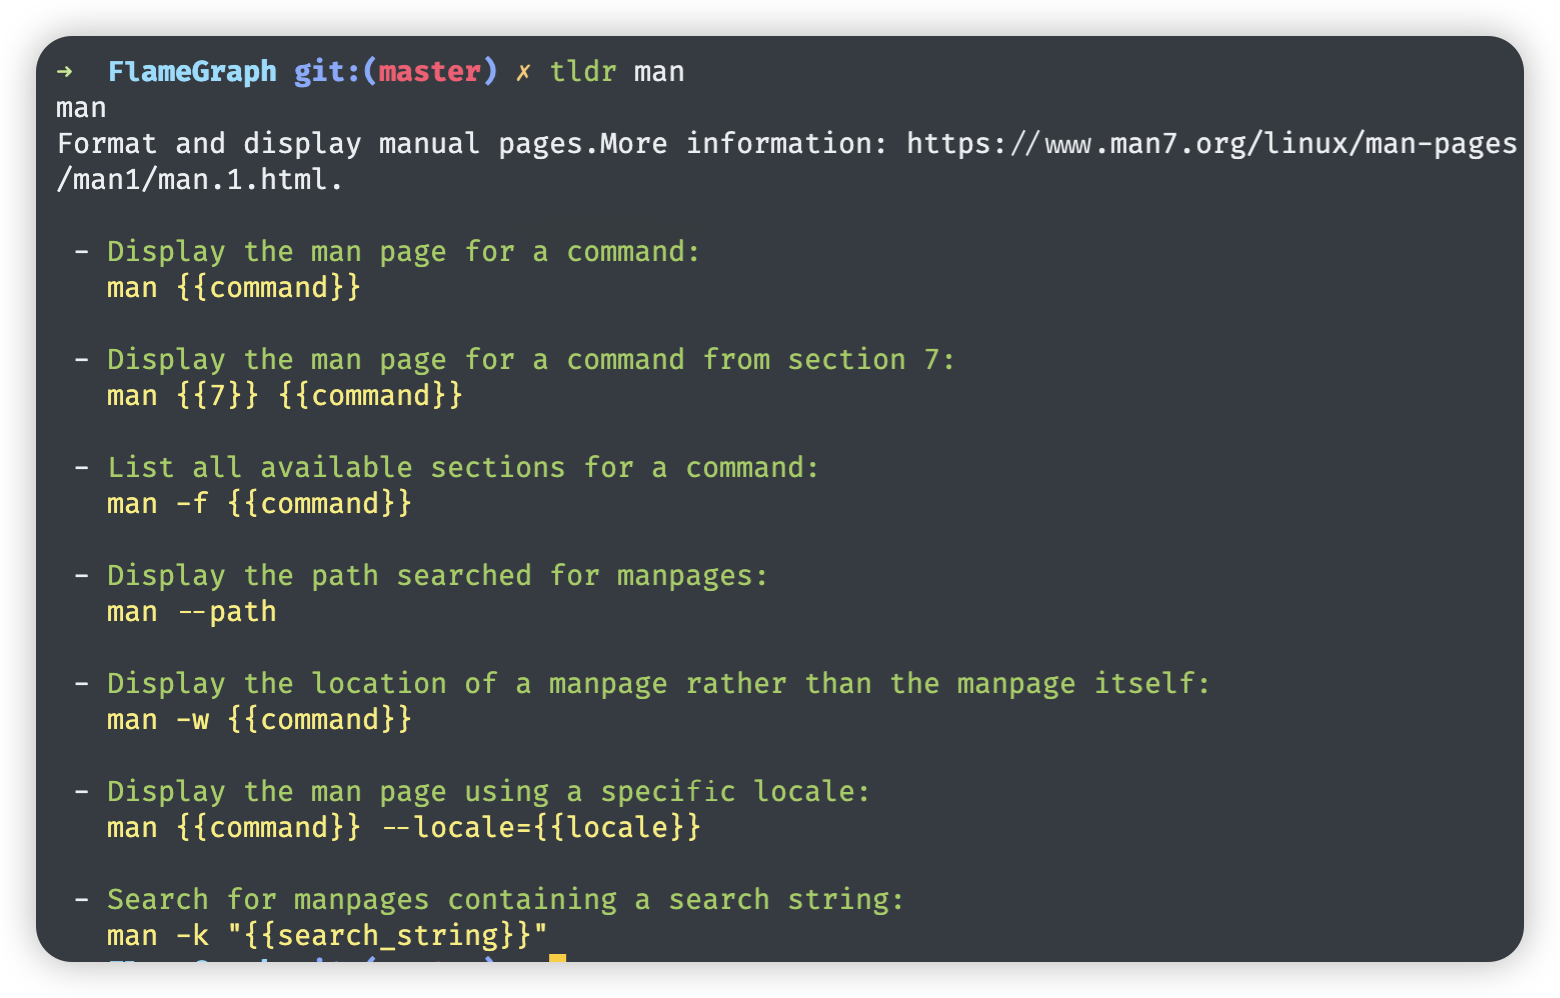 → FlameGraph git:(master) ✗ tldr man
man
Format and display manual pages.More information: https://www.man7.org/linux/man-pages
/man1/man.1.html.
- Display the man page for a command:
man {{command}}
- Display the man page for a command from section 7:
man {{7}} {{command}}
- List all available sections for a command:
man -f {{command}}
- Display the path searched for manpages:
man --path
- Display the location of a manpage rather than the manpage itself:
man -w {{command}}
- Display the man page using a specific locale:
man {{command}} --locale={{locale}}
- Search for manpages containing a search string:
man -k "{{search_string}}"